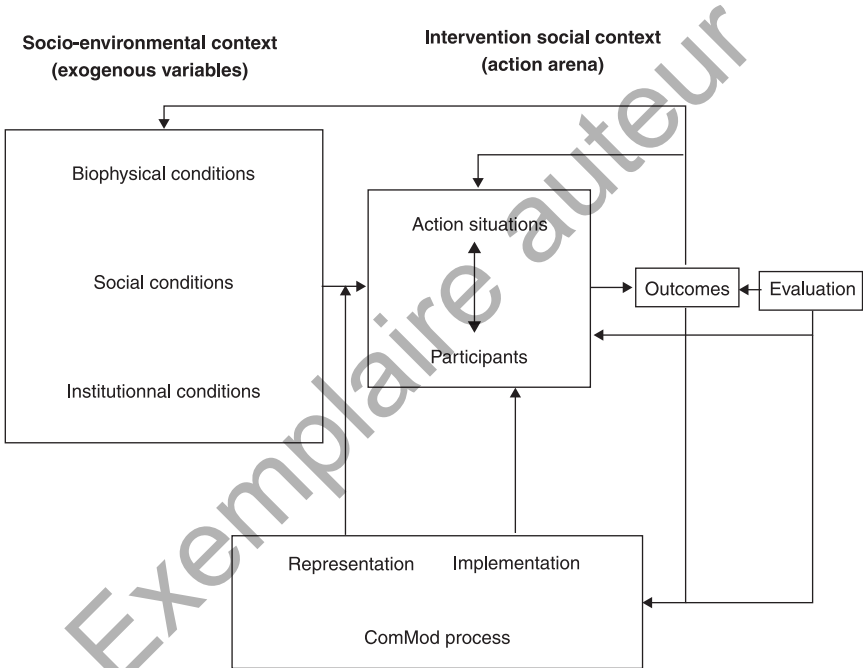 Socio-environmental context
(exogenous variables)
Intervention social context
(action arena)
Biophysical conditions
Social conditions
Institutionnal conditions
Action situations
Participants
Outcomes
Evaluation
Representation
Implementation
ComMod process
Exemplaire auteur